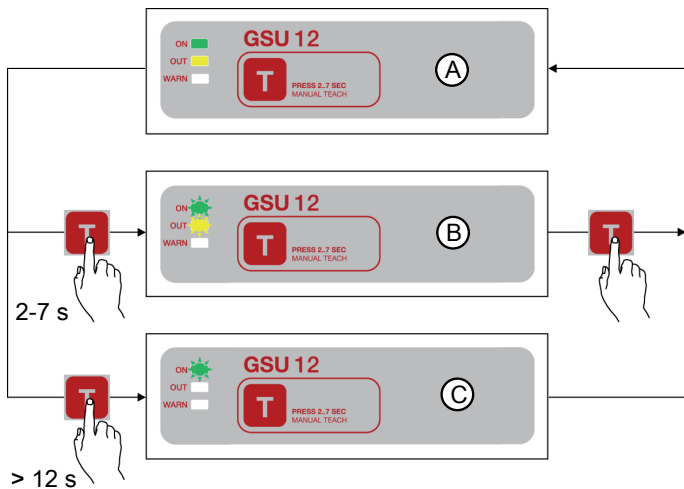 GSU 12
ON
OUT
WARN
T
PRESS 2..7 SEC
MANUAL TEACH
A
T
2-7 s
GSU 12
ON
OUT
WARN
T
PRESS 2..7 SEC
MANUAL TEACH
B
T
T
> 12 s
GSU 12
ON
OUT
WARN
T
PRESS 2..7 SEC
MANUAL TEACH
C